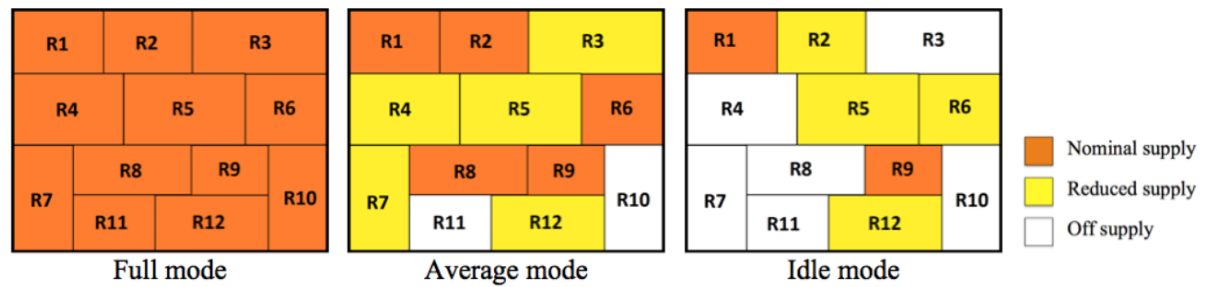 R1 R2 R3
R4 R5 R6
R7 R8 R9 R10
R11 R12
Full mode
R1 R2 R3
R4 R5 R6
R7 R8 R9 R10
R11 R12
Average mode
R1 R2 R3
R4 R5 R6
R7 R8 R9 R10
R11 R12
Idle mode
Nominal supply
Reduced supply
Off supply